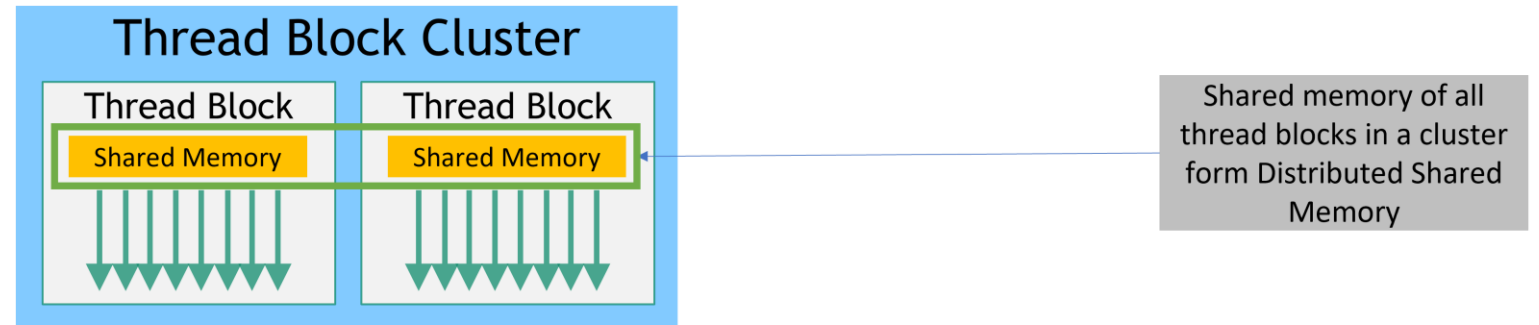 Thread Block Cluster
Thread Block
Thread Block
Shared Memory
Shared Memory
Shared memory of all
thread blocks in a cluster
form Distributed Shared
Memory